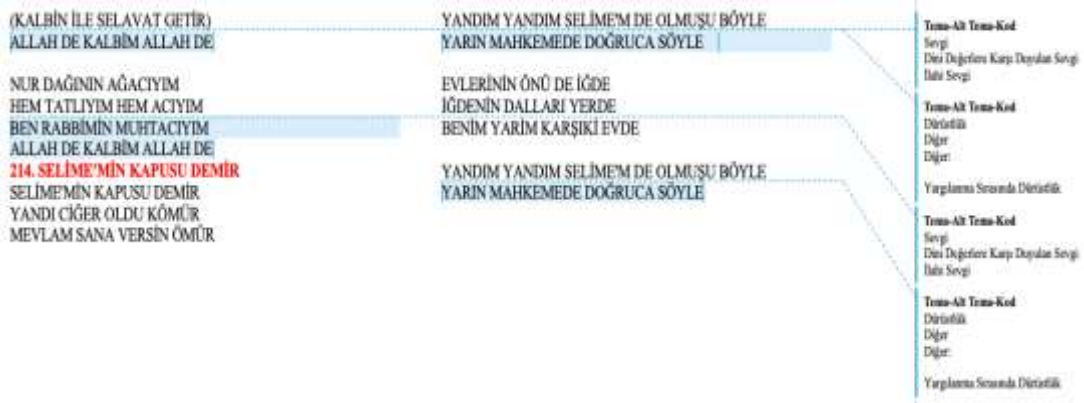 (KALBİN İLE SELAVAT GETİR)
ALLAH DE KALBİM ALLAH DE
NUR DAĞININ AĞACIYIM
HEM TATLIYIM HEM ACIYIM
BEN RABBİMİN MUHTACIYIM
ALLAH DE KALBİM ALLAH DE
214. SELİME'MİN KAPUSU DEMİR
SELİME'MİN KAPUSU DEMİR
YANDI CİĞER OLDU KÖMÜR
MEVLAM SANA VERSİN ÖMÜR
YANDIM YANDIM SELİME'M DE OLMUŞU BÖYLE
YARIN MAHKEMEDE DOĞRUCA SÖYLE
EVLERİNİN ÖNÜ DE İĞDE
İĞDENİN DALLARI YERDE
BENİM YARİM KARŞIKİ EVDE
YANDIM YANDIM SELİME'M DE OLMUŞU BÖYLE
YARIN MAHKEMEDE DOĞRUCA SÖYLE
Tema-Alt Tema-Kod
Sevgi
Dini Değerlere Karşı Duyulan Sevgi
İlahi Sevgi
Tema-Alt Tema-Kod
Dürüstlük
Diğer
Diğer:
Yargılanma Sırasında Dürüstlük
Tema-Alt Tema-Kod
Sevgi
Dini Değerlere Karşı Duyulan Sevgi
İlahi Sevgi
Tema-Alt Tema-Kod
Dürüstlük
Diğer
Diğer:
Yargılanma Sırasında Dürüstlük